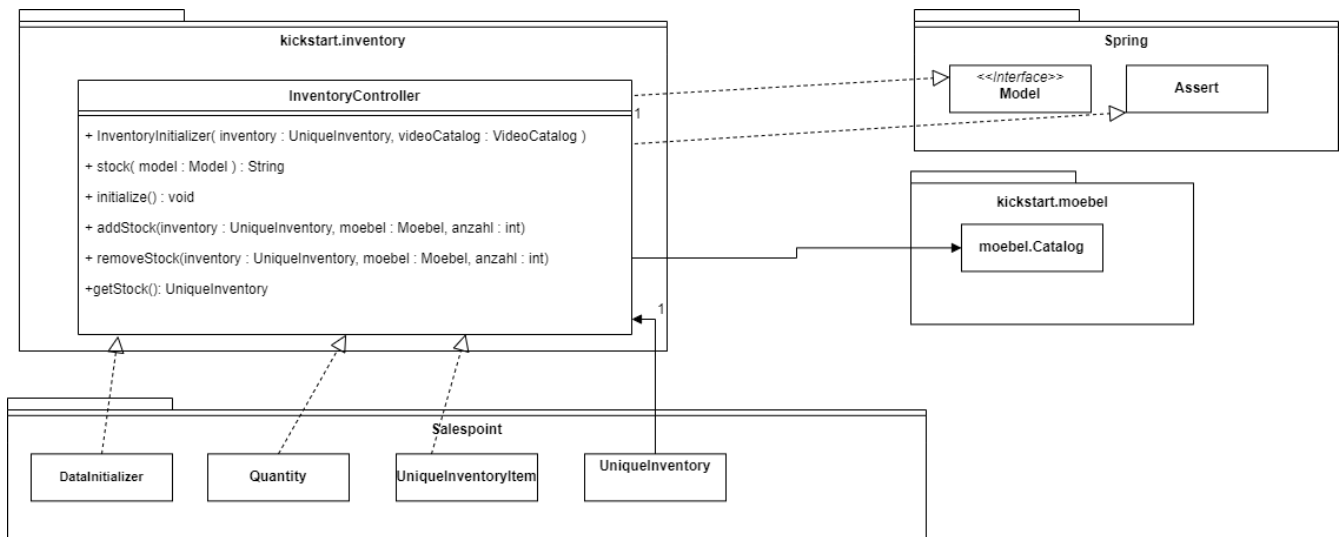 kickstart.inventory
InventoryController
+ InventoryInitializer( inventory : UniqueInventory, videoCatalog : VideoCatalog )
+ stock( model : Model ) : String
+ initialize() : void
+ addStock(inventory : UniqueInventory, moebel : Moebel, anzahl : int)
+ removeStock(inventory : UniqueInventory, moebel : Moebel, anzahl : int)
+getStock(): UniqueInventory
1
1
Spring
<<Interface>>
Model
Assert
kickstart.moebel
moebel.Catalog
Salespoint
DataInitializer
Quantity
UniqueInventoryItem
UniqueInventory